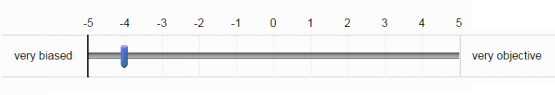 -5 -4 -3 -2 -1 0 1 2 3 4 5
very biased very objective